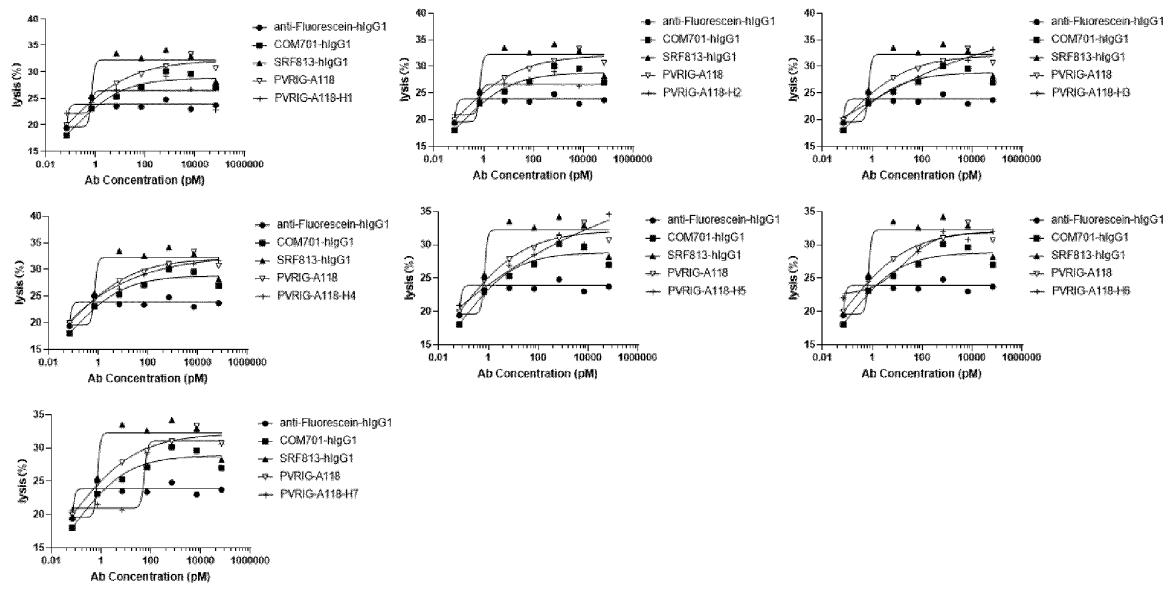 40
35
30
25
20
15
lysis (%)
0.01 1 100 10000 1000000
Ab Concentration (pM)
anti-Fluorescein-hIgG1
COM701-hIgG1
SRF813-hIgG1
PVRIG-A118
PVRIG-A118-H1
40
35
30
25
20
15
lysis (%)
0.01 1 100 10000 1000000
Ab Concentration (pM)
anti-Fluorescein-hIgG1
COM701-hIgG1
SRF813-hIgG1
PVRIG-A118
PVRIG-A118-H2
40
35
30
25
20
15
lysis (%)
0.01 1 100 10000 1000000
Ab Concentration (pM)
anti-Fluorescein-hIgG1
COM701-hIgG1
SRF813-hIgG1
PVRIG-A118
PVRIG-A118-H3
40
35
30
25
20
15
lysis (%)
0.01 1 100 10000 1000000
Ab Concentration (pM)
anti-Fluorescein-hIgG1
COM701-hIgG1
SRF813-hIgG1
PVRIG-A118
PVRIG-A118-H4
35
30
25
20
15
lysis (%)
0.01 1 100 10000 1000000
Ab Concentration (pM)
anti-Fluorescein-hIgG1
COM701-hIgG1
SRF813-hIgG1
PVRIG-A118
PVRIG-A118-H5
35
30
25
20
15
lysis (%)
0.01 1 100 10000 1000000
Ab Concentration (pM)
anti-Fluorescein-hIgG1
COM701-hIgG1
SRF813-hIgG1
PVRIG-A118
PVRIG-A118-H6
35
30
25
20
15
lysis (%)
0.01 1 100 10000 1000000
Ab Concentration (pM)
anti-Fluorescein-hIgG1
COM701-hIgG1
SRF813-hIgG1
PVRIG-A118
PVRIG-A118-H7